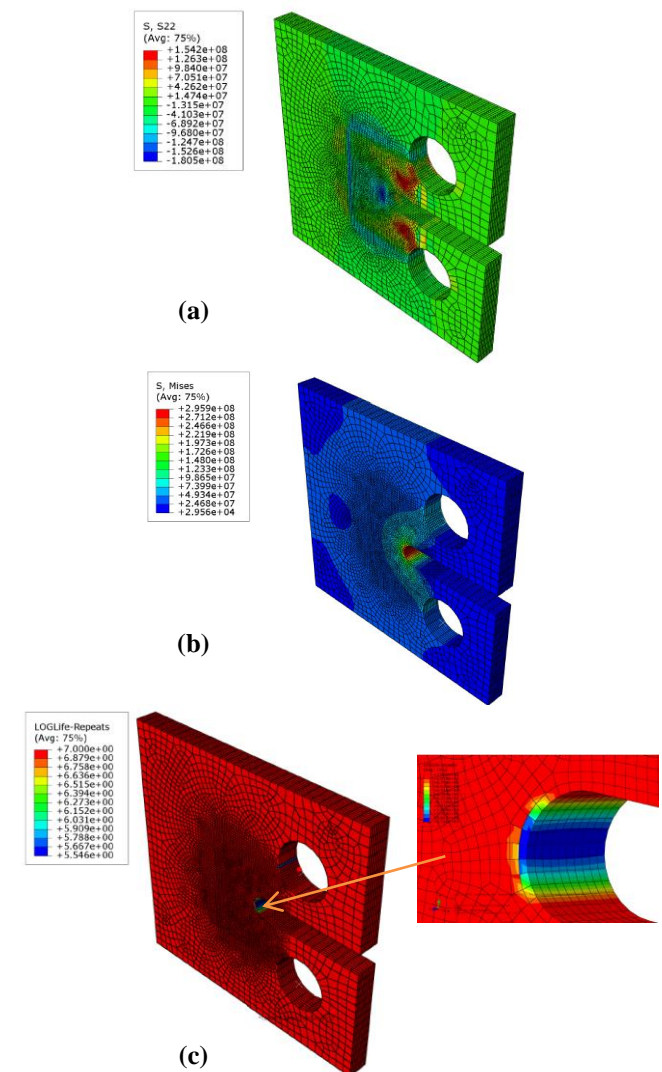 S, S22
(Avg: 75%)
+1.542e+08
+1.263e+08
+9.840e+07
+7.051e+07
+4.262e+07
+1.474e+07
-1.315e+07
-4.103e+07
-6.892e+07
-9.680e+07
-1.247e+08
-1.526e+08
-1.805e+08
(a)
S, Mises
(Avg: 75%)
+2.959e+08
+2.712e+08
+2.466e+08
+2.219e+08
+1.973e+08
+1.726e+08
+1.480e+08
+1.233e+08
+9.865e+07
+7.399e+07
+4.934e+07
+2.468e+07
+2.956e+04
(b)
LOGLife-Repeats
(Avg: 75%)
+7.000e+00
+6.879e+00
+6.758e+00
+6.636e+00
+6.515e+00
+6.394e+00
+6.273e+00
+6.152e+00
+6.031e+00
+5.909e+00
+5.788e+00
+5.667e+00
+5.546e+00
(c)